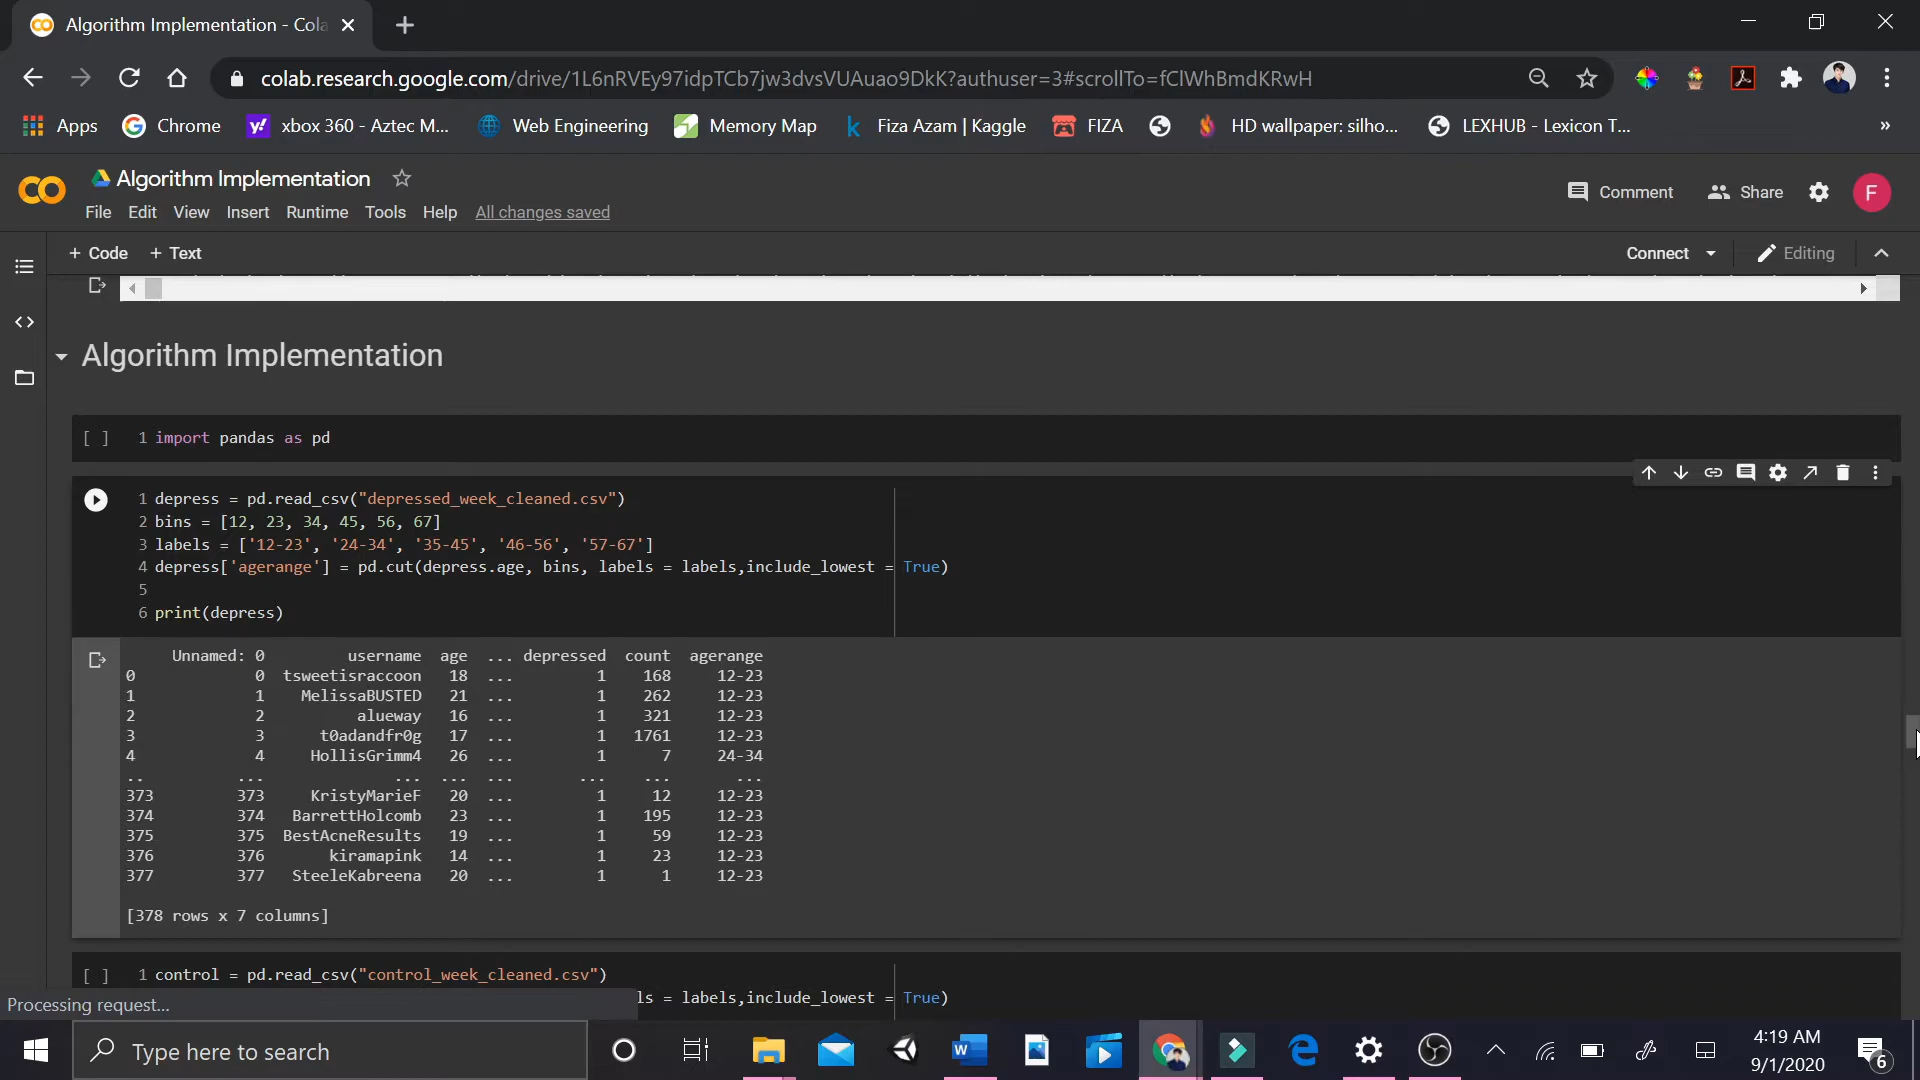 Algorithm Implementation - Cola
colab.research.google.com/drive/1L6nRVEy97idpTCb7jw3dvsVUAuao9DkK?authuser=3#scrollTo=fClWhBmdKRwH
Apps Chrome xbox 360 - Aztec M... Web Engineering Memory Map Fiza Azam | Kaggle FIZA HD wallpaper: silho... LEXHUB - Lexicon T... »
Algorithm Implementation
File Edit View Insert Runtime Tools Help All changes saved
Comment Share F
+ Code + Text Connect Editing
Algorithm Implementation
[ ] 1 import pandas as pd
1 depress = pd.read_csv("depressed_week_cleaned.csv")
2 bins = [12, 23, 34, 45, 56, 67]
3 labels = ['12-23', '24-34', '35-45', '46-56', '57-67']
4 depress['agerange'] = pd.cut(depress.age, bins, labels = labels,include_lowest = True)
5
6 print(depress)
Unnamed: 0 username age ... depressed count agerange
0 0 tsweetisraccoon 18 ... 1 168 12-23
1 1 MelissaBUSTED 21 ... 1 262 12-23
2 2 alueway 16 ... 1 321 12-23
3 3 t0adandfr0g 17 ... 1 1761 12-23
4 4 HollisGrimm4 26 ... 1 7 24-34
.. ... ... ... ... ... ... ...
373 373 KristyMarieF 20 ... 1 12 12-23
374 374 BarrettHolcomb 23 ... 1 195 12-23
375 375 BestAcneResults 19 ... 1 59 12-23
376 376 kiramapink 14 ... 1 23 12-23
377 377 SteeleKabreena 20 ... 1 1 12-23
[378 rows x 7 columns]
[ ] 1 control = pd.read_csv("control_week_cleaned.csv")
ls = labels,include_lowest = True)
Processing request...
Type here to search
4:19 AM
9/1/2020
6